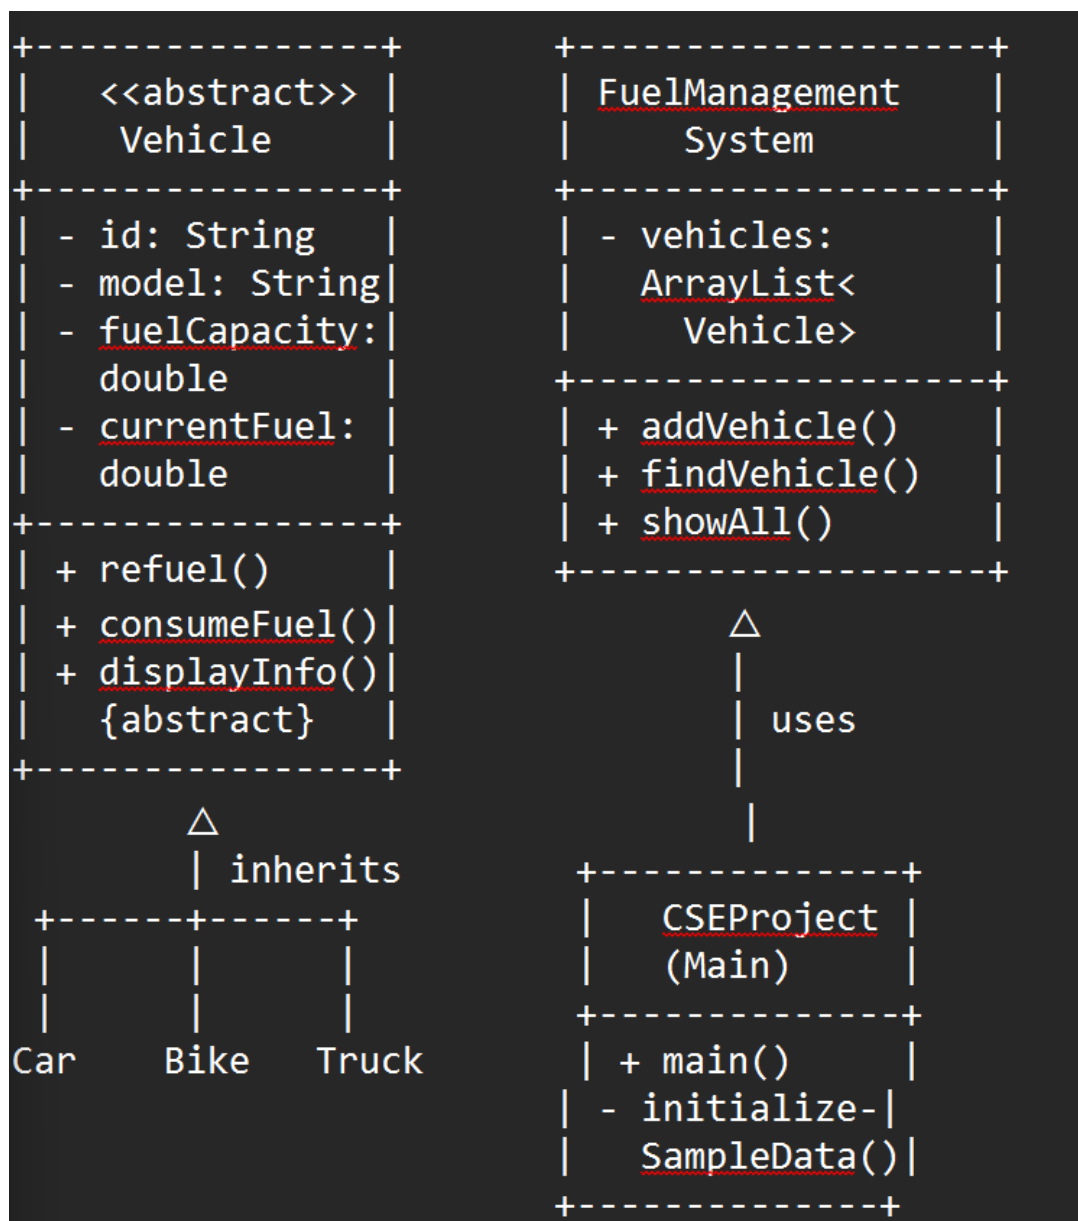 +-----------------+
|   <<abstract>> |
|    Vehicle     |
+-----------------+
| - id: String   |
| - model: String|
| - fuelCapacity:|
|   double       |
| - currentFuel: |
|   double       |
+-----------------+
| + refuel()     |
| + consumeFuel()|
| + displayInfo()|
|   {abstract}   |
+-----------------+
△
| inherits
+------+------+
|      |      |
|      |      |
Car    Bike   Truck
+-------------------+
| FuelManagement    |
|     System        |
+-------------------+
| - vehicles:       |
|   ArrayList<      |
|     Vehicle>      |
+-------------------+
| + addVehicle()    |
| + findVehicle()   |
| + showAll()       |
+-------------------+
△
|
| uses
|
|
+--------------+
|   CSEProject |
|   (Main)     |
+--------------+
| + main()     |
| - initialize-|
|   SampleData()|
+--------------+